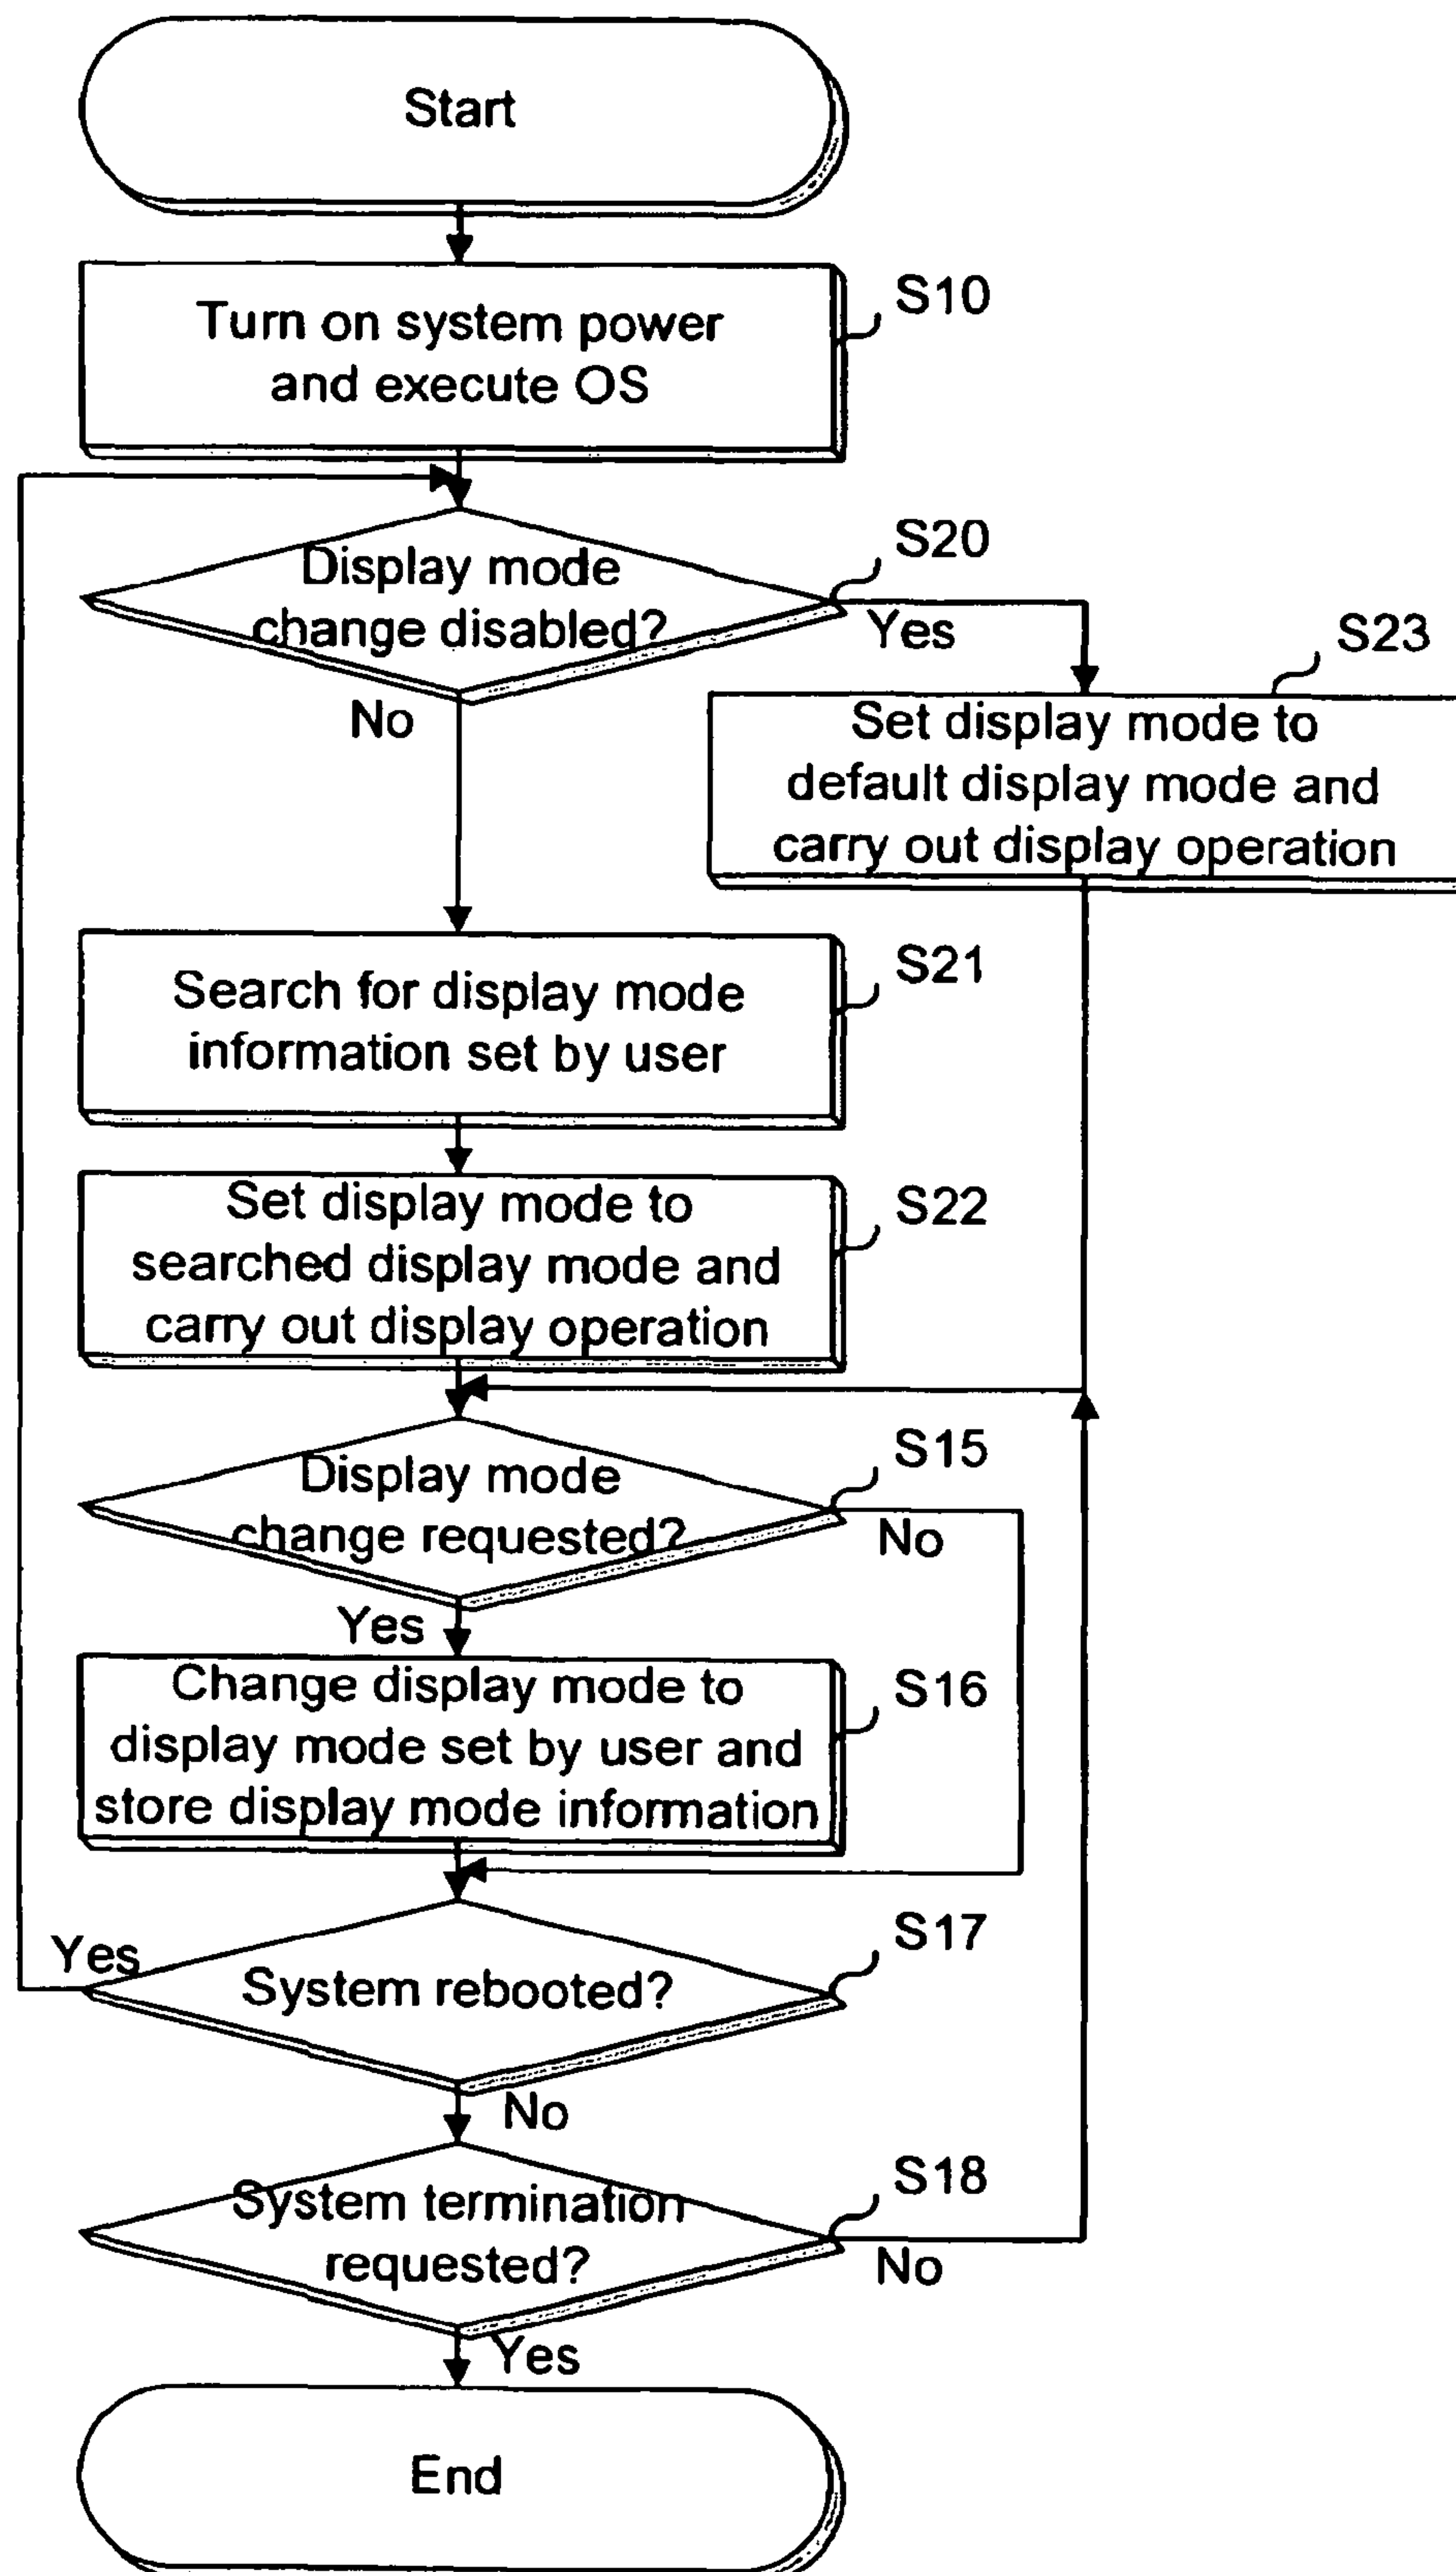 Start
S10
Turn on system power
and execute OS
S20
Display mode
change disabled?
Yes
No
S23
Set display mode to
default display mode and
carry out display operation
S21
Search for display mode
information set by user
S22
Set display mode to
searched display mode and
carry out display operation
S15
Display mode
change requested?
No
Yes
S16
Change display mode to
display mode set by user and
store display mode information
S17
Yes
System rebooted?
No
S18
System termination
requested?
No
Yes
End